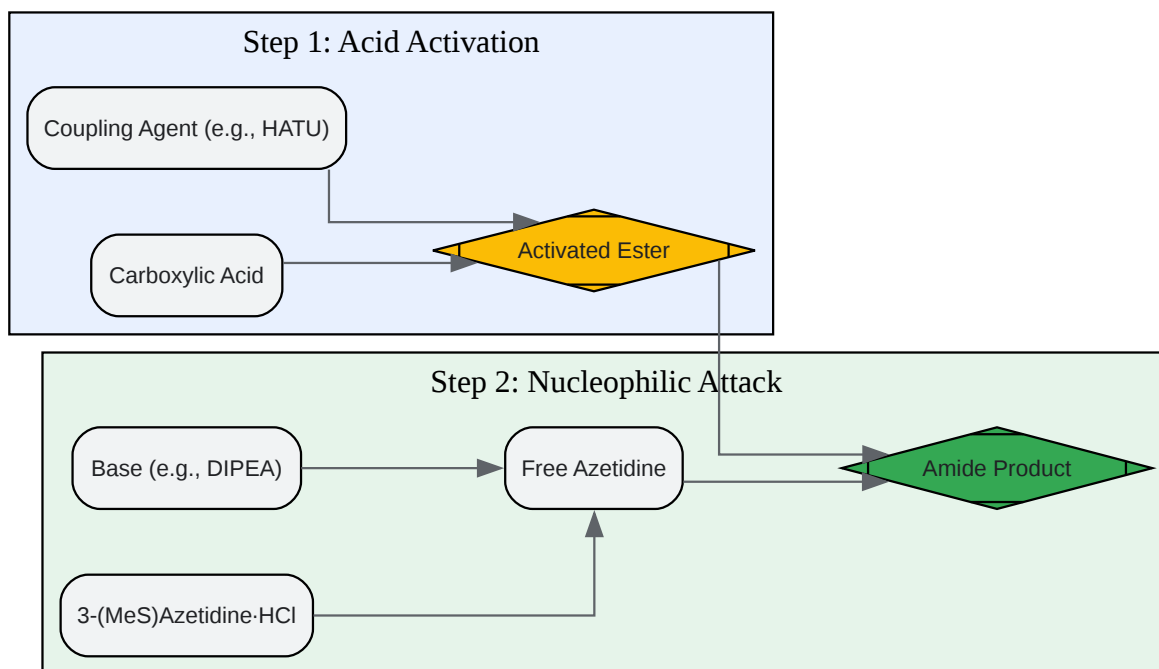 Step 1: Acid Activation
Coupling Agent (e.g., HATU)
Activated Ester
Carboxylic Acid
Step 2: Nucleophilic Attack
Base (e.g., DIPEA)
Free Azetidine
Amide Product
3-(MeS)Azetidine·HCl